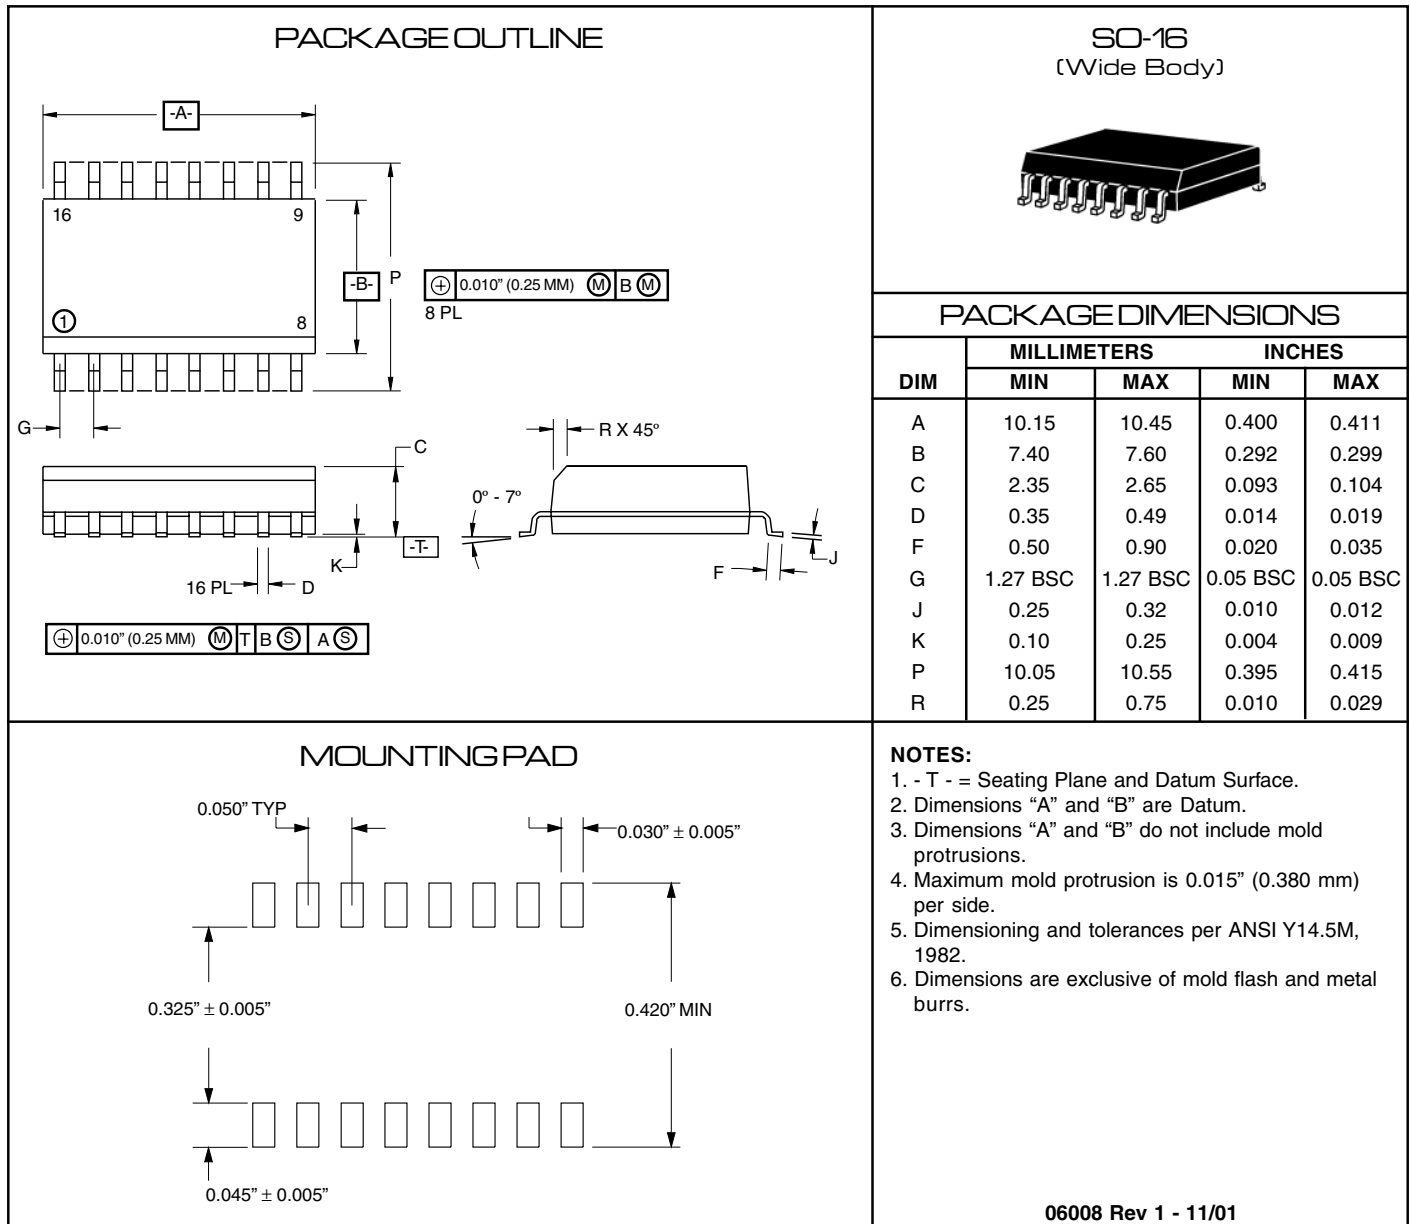 PACKAGE OUTLINE
-A-
16
9
-B-
P
⌖ 0.010” (0.25 MM) Ⓜ B Ⓜ
8 PL
1
8
G
C
R X 45º
0º - 7º
-T-
K
J
F
16 PL
D
⌖ 0.010” (0.25 MM) Ⓜ T B Ⓢ A Ⓢ
SO-16
(Wide Body)
PACKAGE DIMENSIONS
MILLIMETERS INCHES
DIM MIN MAX MIN MAX
A 10.15 10.45 0.400 0.411
B 7.40 7.60 0.292 0.299
C 2.35 2.65 0.093 0.104
D 0.35 0.49 0.014 0.019
F 0.50 0.90 0.020 0.035
G 1.27 BSC 1.27 BSC 0.05 BSC 0.05 BSC
J 0.25 0.32 0.010 0.012
K 0.10 0.25 0.004 0.009
P 10.05 10.55 0.395 0.415
R 0.25 0.75 0.010 0.029
MOUNTING PAD
0.050” TYP
0.030” ± 0.005”
0.325” ± 0.005”
0.420” MIN
0.045” ± 0.005”
NOTES:
1. - T - = Seating Plane and Datum Surface.
2. Dimensions “A” and “B” are Datum.
3. Dimensions “A” and “B” do not include mold
protrusions.
4. Maximum mold protrusion is 0.015” (0.380 mm)
per side.
5. Dimensioning and tolerances per ANSI Y14.5M,
1982.
6. Dimensions are exclusive of mold flash and metal
burrs.
06008 Rev 1 - 11/01